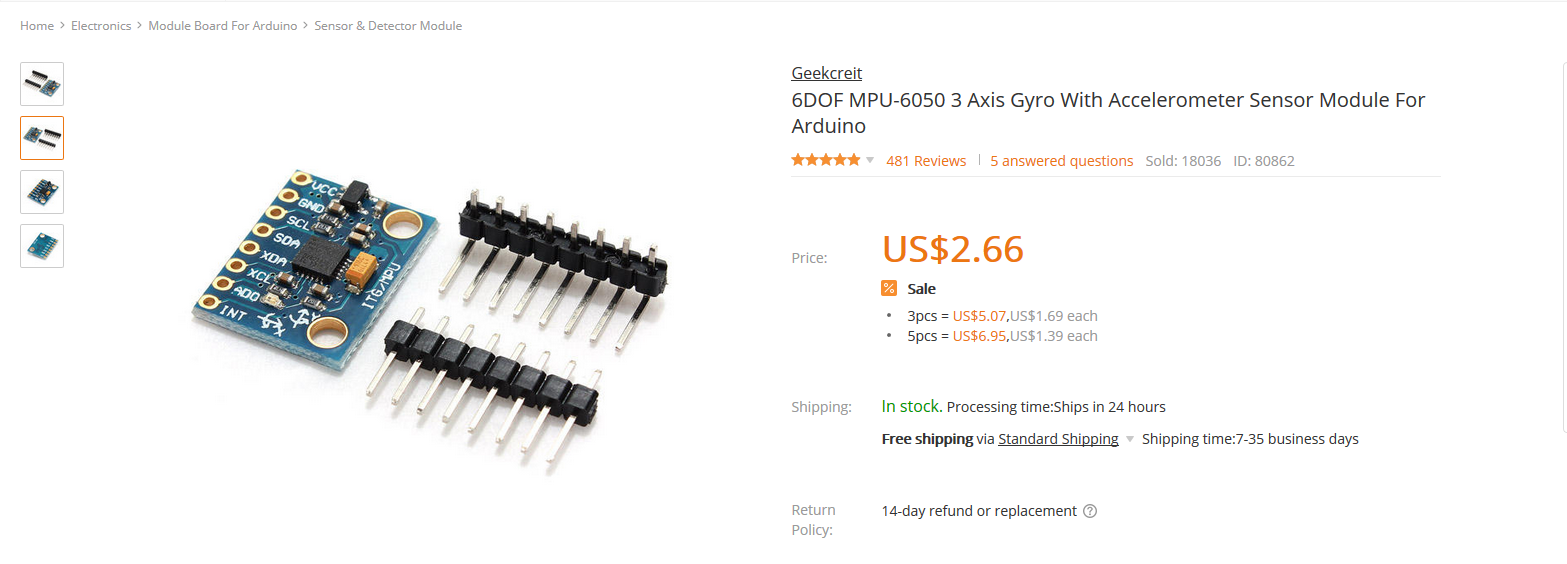 Home > Electronics > Module Board For Arduino > Sensor & Detector Module
VCC
GND
SCL
SDA
XDA
XCL
ADO
INT
ITG/MPU
Geekcreit
6DOF MPU-6050 3 Axis Gyro With Accelerometer Sensor Module For
Arduino
481 Reviews | 5 answered questions Sold: 18036 ID: 80862
Price: US$2.66
% Sale
• 3pcs = US$5.07,US$1.69 each
• 5pcs = US$6.95,US$1.39 each
Shipping: In stock. Processing time:Ships in 24 hours
Free shipping via Standard Shipping Shipping time:7-35 business days
Return
Policy:
14-day refund or replacement ?